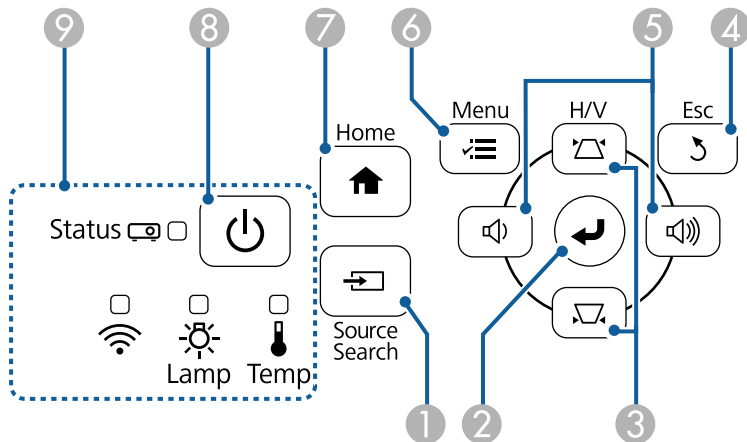 9 8 7 6 5 4
Menu H/V Esc
Home
Status
Source
Search
Lamp Temp
1 2 3